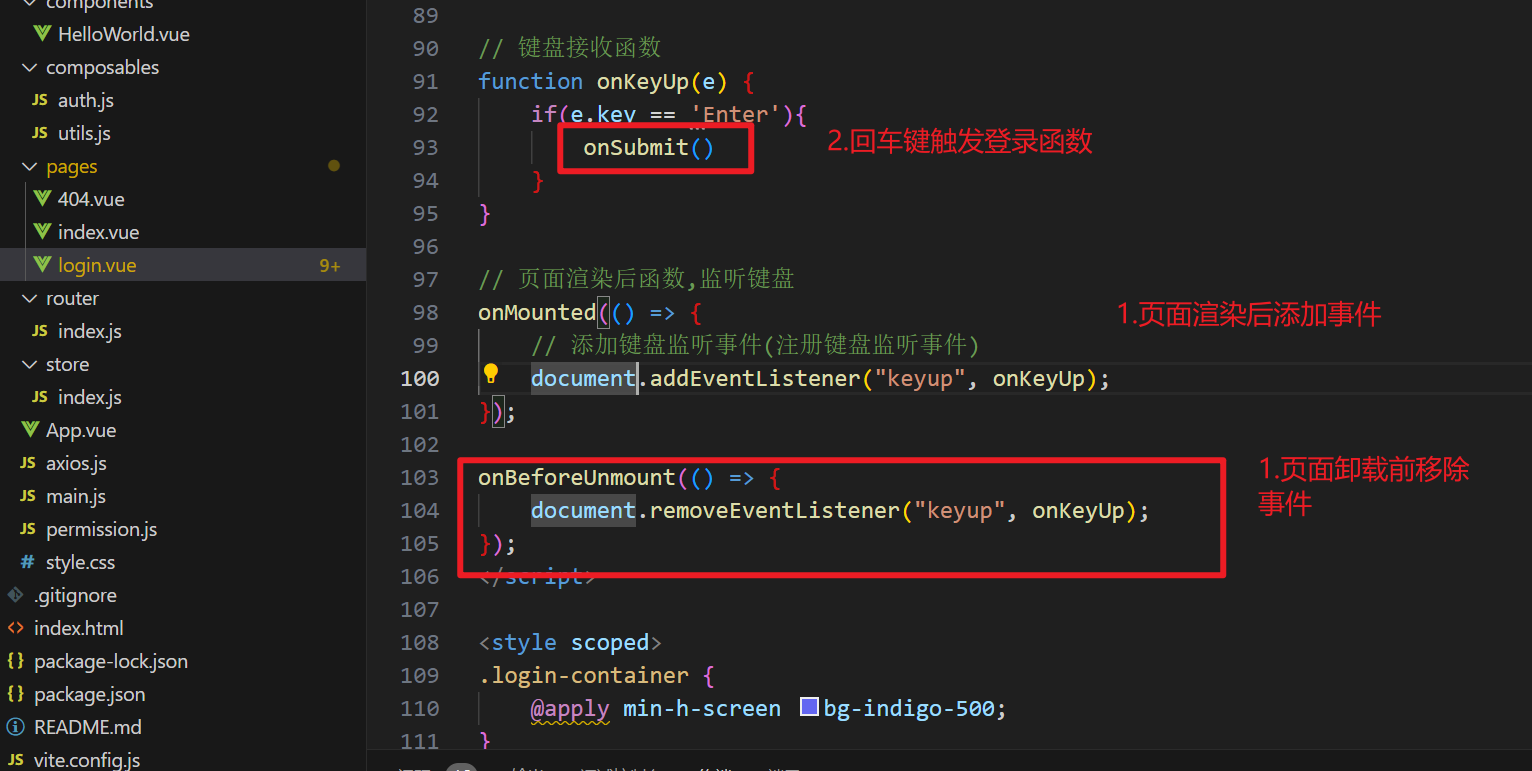 components
HelloWorld.vue
composables
JS auth.js
JS utils.js
pages
404.vue
index.vue
login.vue 9+
router
JS index.js
store
JS index.js
App.vue
JS axios.js
JS main.js
JS permission.js
# style.css
.gitignore
<> index.html
{} package-lock.json
{} package.json
README.md
JS vite.config.js
89
90 // 键盘接收函数
91 function onKeyUp(e) {
92 if(e.key == 'Enter'){
93 onSubmit()
2.回车键触发登录函数
94 }
95 }
96
97 // 页面渲染后函数,监听键盘
98 onMounted(() => {
1.页面渲染后添加事件
99 // 添加键盘监听事件(注册键盘监听事件)
100 document.addEventListener("keyup", onKeyUp);
101 });
102
103 onBeforeUnmount(() => {
1.页面卸载前移除
事件
104 document.removeEventListener("keyup", onKeyUp);
105 });
106 </script>
107
108 <style scoped>
109 .login-container {
110 @apply min-h-screen bg-indigo-500;
111 }